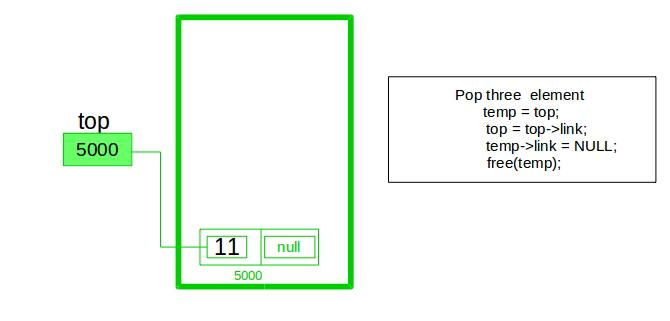 top
5000
11
null
5000
Pop three element
temp = top;
top = top->link;
temp->link = NULL;
free(temp);